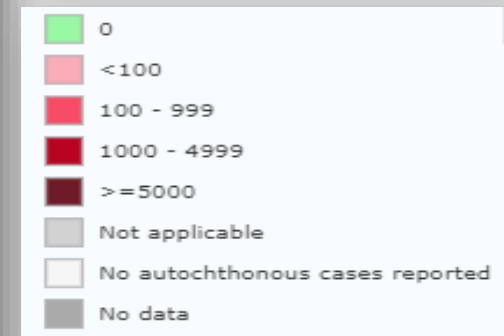 0
<100
100 - 999
1000 - 4999
>=5000
Not applicable
No autochthonous cases reported
No data